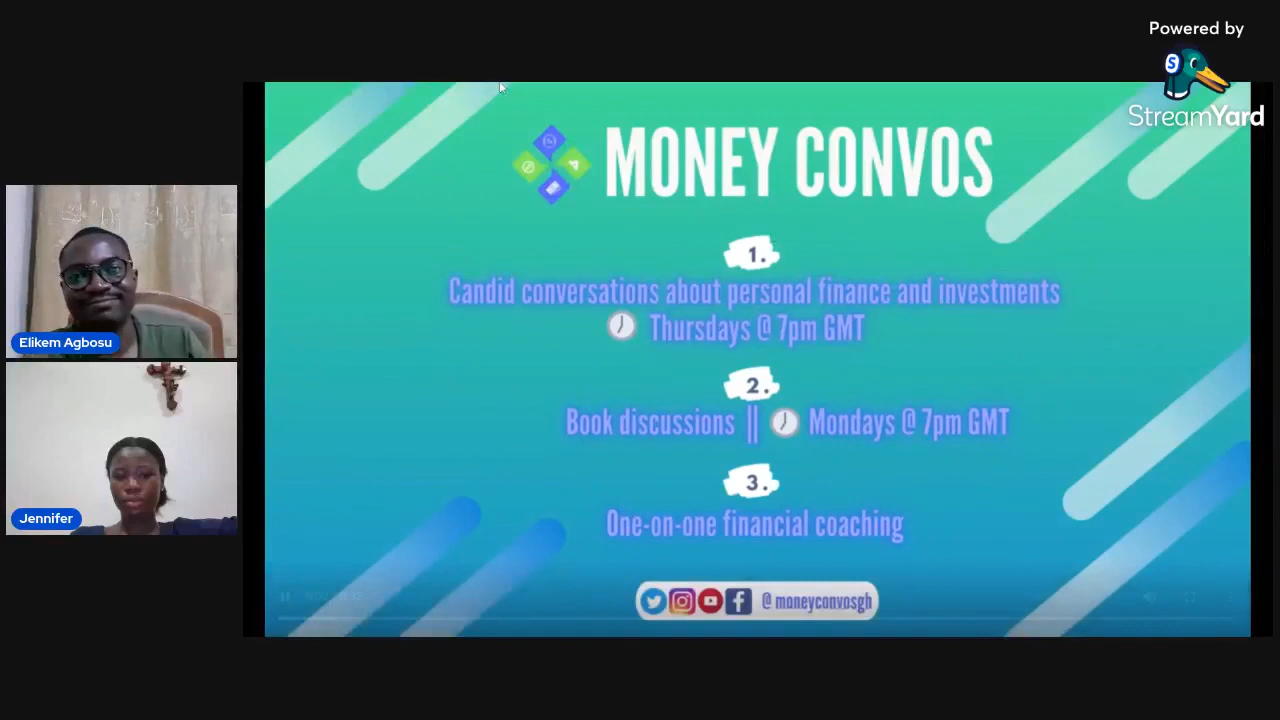 Powered by
S
StreamYard
MONEY CONVOS
1.
Candid conversations about personal finance and investments
Thursdays @ 7pm GMT
2.
Book discussions || Mondays @ 7pm GMT
3.
One-on-one financial coaching
@moneyconvosgh
Elikem Agbosu
Jennifer